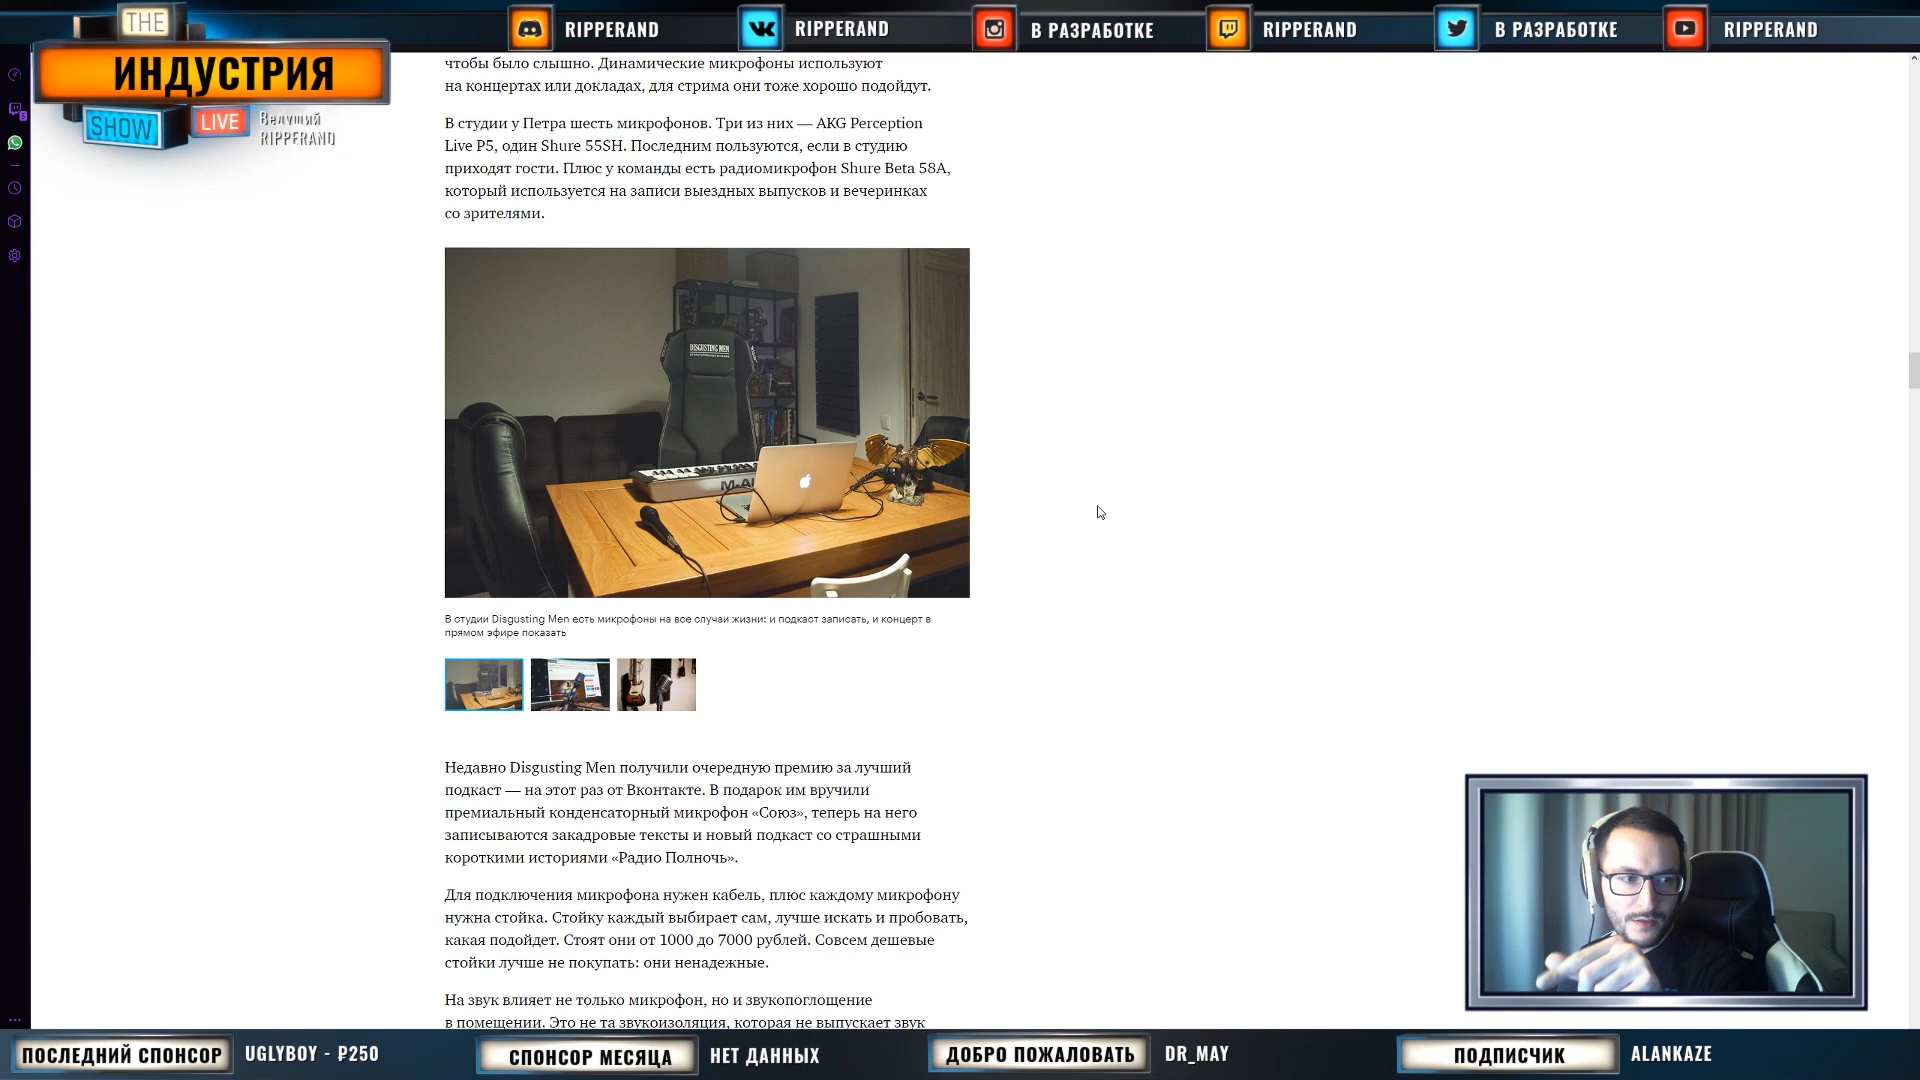 THE
ИНДУСТРИЯ
SHOW
LIVE
Ведущий
RIPPERAND
RIPPERAND
RIPPERAND
В РАЗРАБОТКЕ
RIPPERAND
В РАЗРАБОТКЕ
RIPPERAND
чтобы было слышно. Динамические микрофоны используют
на концертах или докладах, для стрима они тоже хорошо подойдут.
В студии у Петра шесть микрофонов. Три из них — AKG Perception
Live P5, один Shure 55SH. Последним пользуются, если в студию
приходят гости. Плюс у команды есть радиомикрофон Shure Beta 58A,
который используется на записи выездных выпусков и вечеринках
со зрителями.
DISGUSTING MEN
M-AU
В студии Disgusting Men есть микрофоны на все случаи жизни: и подкаст записать, и концерт в
прямом эфире показать
Недавно Disgusting Men получили очередную премию за лучший
подкаст — на этот раз от Вконтакте. В подарок им вручили
премиальный конденсаторный микрофон «Союз», теперь на него
записываются закадровые тексты и новый подкаст со страшными
короткими историями «Радио Полночь».
Для подключения микрофона нужен кабель, плюс каждому микрофону
нужна стойка. Стойку каждый выбирает сам, лучше искать и пробовать,
какая подойдет. Стоят они от 1000 до 7000 рублей. Совсем дешевые
стойки лучше не покупать: они ненадежные.
На звук влияет не только микрофон, но и звукопоглощение
в помещении. Это не та звукоизоляция, которая не выпускает звук
ПОСЛЕДНИЙ СПОНСОР
UGLYBOY - ₽250
СПОНСОР МЕСЯЦА
НЕТ ДАННЫХ
ДОБРО ПОЖАЛОВАТЬ
DR_MAY
ПОДПИСЧИК
ALANKAZE